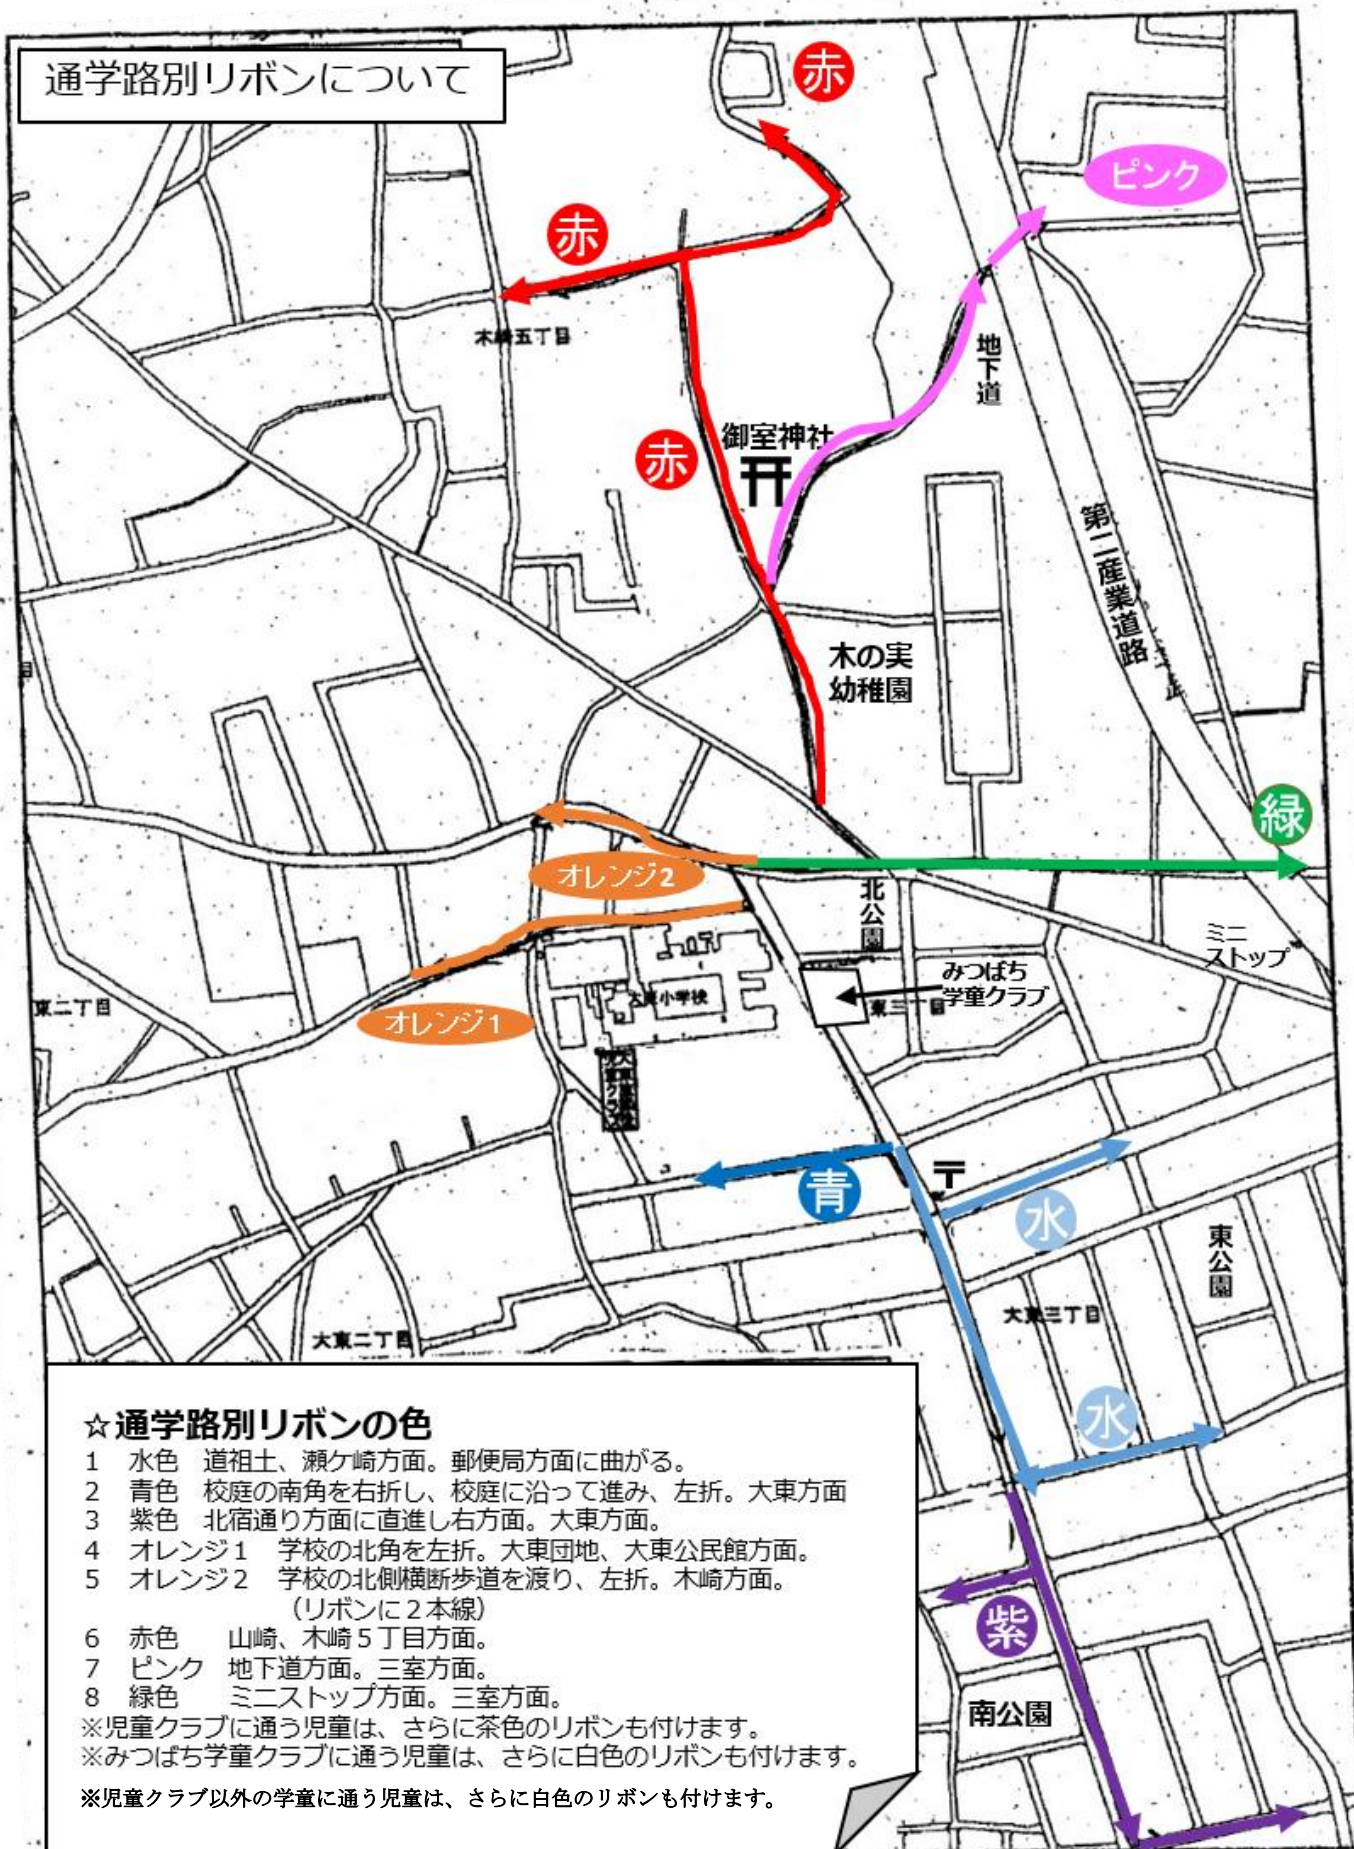 通学路別リボンについて
赤
ピンク
赤
木崎五丁目
地下道
赤
御室神社
第二産業道路
木の実
幼稚園
緑
オレンジ2
北公園
ミニ
ストップ
みつばち
学童クラブ
大東小学校
東二丁目
オレンジ1
青
〒
水
東公園
大東三丁目
大東二丁目
水
紫
南公園
☆通学路別リボンの色
1 水色 道祖土、瀬ケ崎方面。郵便局方面に曲がる。
2 青色 校庭の南角を右折し、校庭に沿って進み、左折。大東方面
3 紫色 北宿通り方面に直進し右方面。大東方面。
4 オレンジ1 学校の北角を左折。大東団地、大東公民館方面。
5 オレンジ2 学校の北側横断歩道を渡り、左折。木崎方面。
（リボンに２本線）
6 赤色 山崎、木崎５丁目方面。
7 ピンク 地下道方面。三室方面。
8 緑色 ミニストップ方面。三室方面。
※児童クラブに通う児童は、さらに茶色のリボンも付けます。
※みつばち学童クラブに通う児童は、さらに白色のリボンも付けます。
※児童クラブ以外の学童に通う児童は、さらに白色のリボンも付けます。